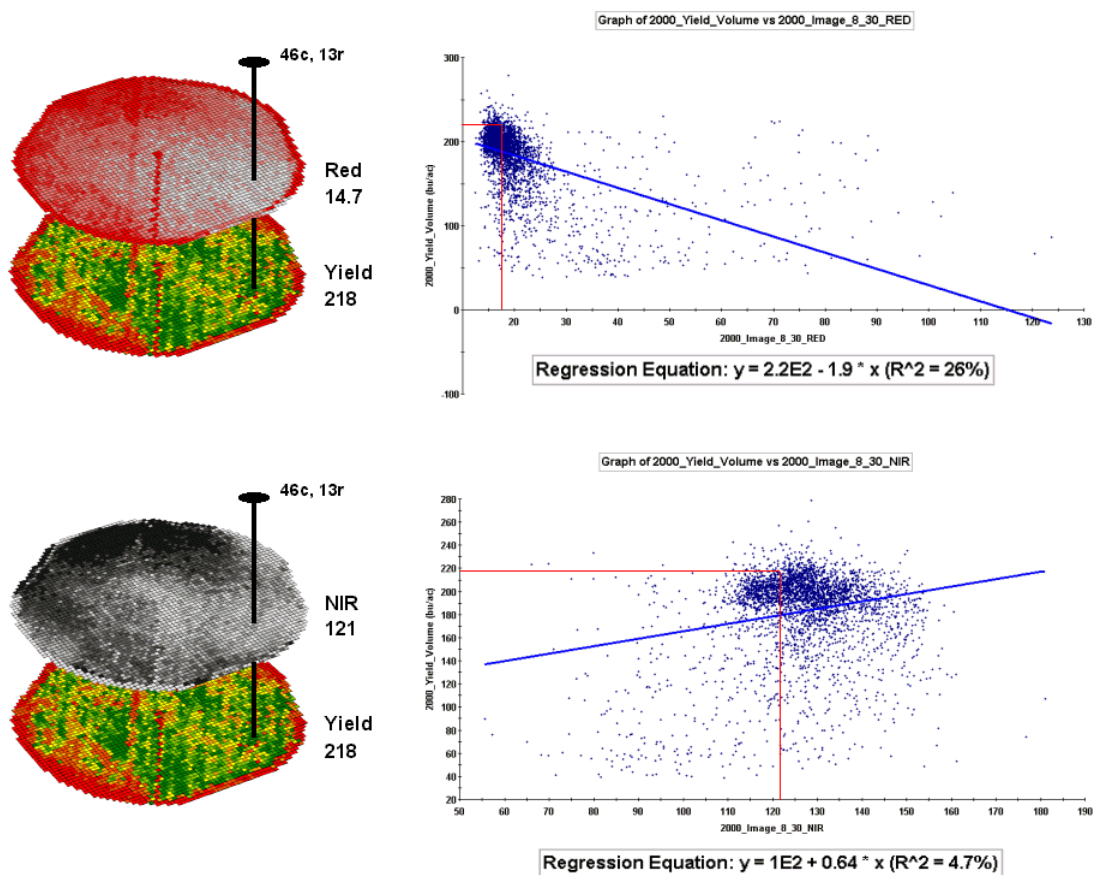 Graph of 2000_Yield_Volume vs 2000_Image_8_30_RED
46c, 13r
Red
14.7
Yield
218
2000_Yield_Volume (bu/ac)
300
200
100
0
-100
20 30 40 50 60 70 80 90 100 110 120 130
2000_Image_8_30_RED
Regression Equation: y = 2.2E2 - 1.9 * x (R^2 = 26%)
Graph of 2000_Yield_Volume vs 2000_Image_8_30_NIR
46c, 13r
NIR
121
Yield
218
2000_Yield_Volume (bu/ac)
280
260
240
220
200
180
160
140
120
100
80
60
40
20
50 60 70 80 90 100 110 120 130 140 150 160 170 180 190
2000_Image_8_30_NIR
Regression Equation: y = 1E2 + 0.64 * x (R^2 = 4.7%)